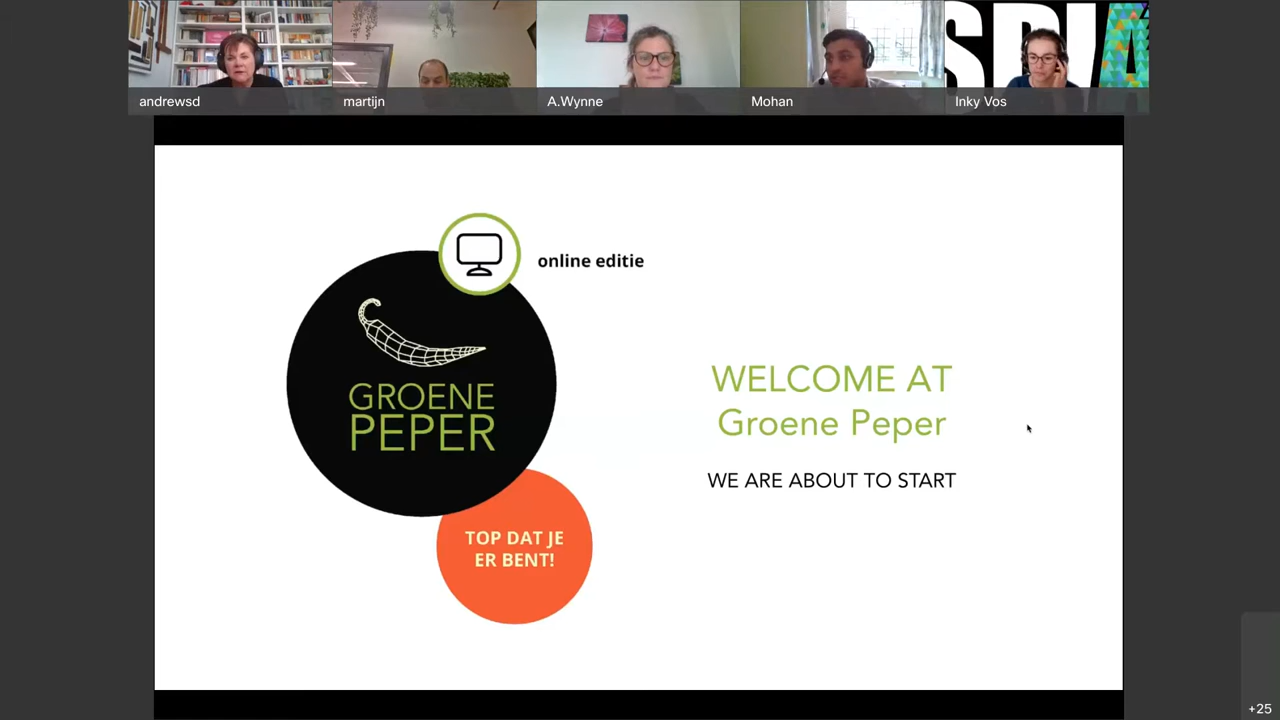 andrewsd
martijn
A.Wynne
Mohan
Inky Vos
online editie
GROENE
PEPER
WELCOME AT
Groene Peper
WE ARE ABOUT TO START
TOP DAT JE
ER BENT!
+25